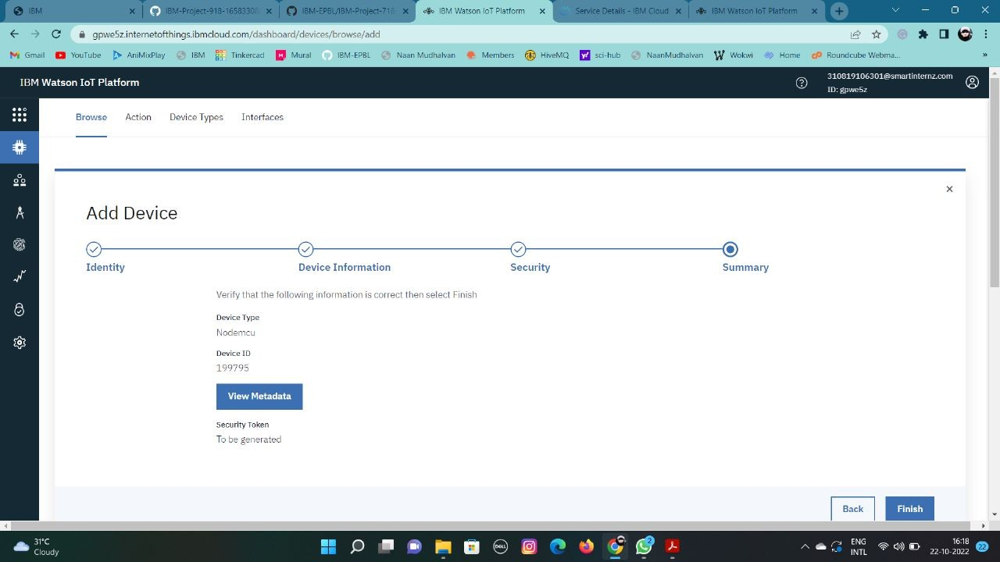 IBM
IBM-Project-918-16583308
IBM-EPBL/IBM-Project-718
IBM Watson IoT Platform
Service Details - IBM Cloud
IBM Watson IoT Platform
gpwe5z.internetofthings.ibmcloud.com/dashboard/devices/browse/add
Gmail
YouTube
AniMixPlay
IBM
Tinkercad
Mural
IBM-EPBL
Naan Mudhalvan
Members
HiveMQ
sci-hub
NaanMudhalvan
Wokwi
Home
Roundcube Webma...
IBM Watson IoT Platform
310819106301@smartinternz.com
ID: gpwe5z
Browse
Action
Device Types
Interfaces
Add Device
Identity
Device Information
Security
Summary
Verify that the following information is correct then select Finish
Device Type
Nodemcu
Device ID
199795
View Metadata
Security Token
To be generated
Back
Finish
31°C
Cloudy
DELL
2
ENG
INTL
16:18
22-10-2022
22